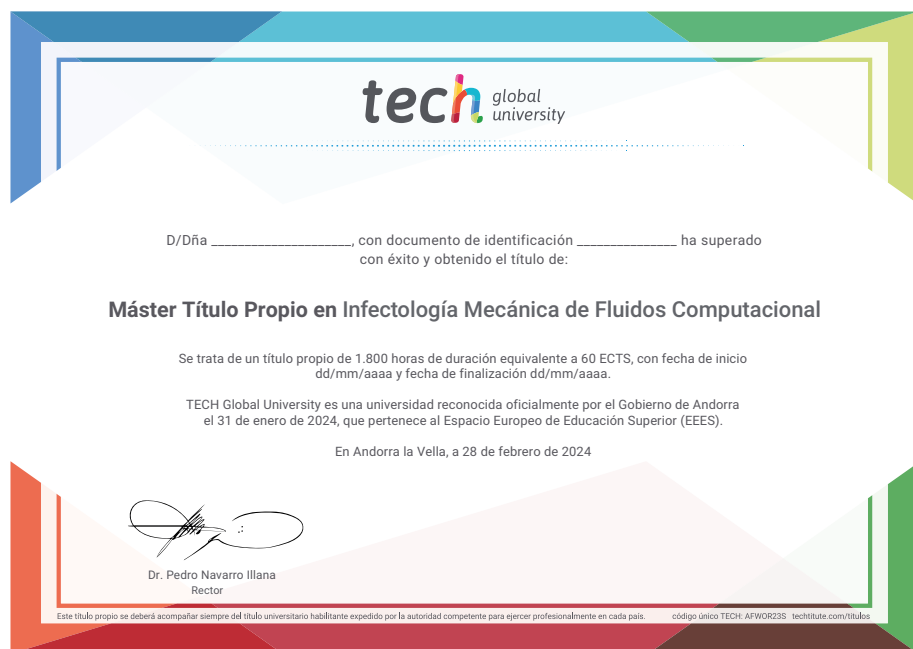 tech global university
D/Dña _____________________, con documento de identificación _______________ ha superado
con éxito y obtenido el título de:
Máster Título Propio en Infectología Mecánica de Fluidos Computacional
Se trata de un título propio de 1.800 horas de duración equivalente a 60 ECTS, con fecha de inicio
dd/mm/aaaa y fecha de finalización dd/mm/aaaa.
TECH Global University es una universidad reconocida oficialmente por el Gobierno de Andorra
el 31 de enero de 2024, que pertenece al Espacio Europeo de Educación Superior (EEES).
En Andorra la Vella, a 28 de febrero de 2024
Dr. Pedro Navarro Illana
Rector
Este título propio se deberá acompañar siempre del título universitario habilitante expedido por la autoridad competente para ejercer profesionalmente en cada país. código único TECH: AFWOR23S techtitute.com/titulos